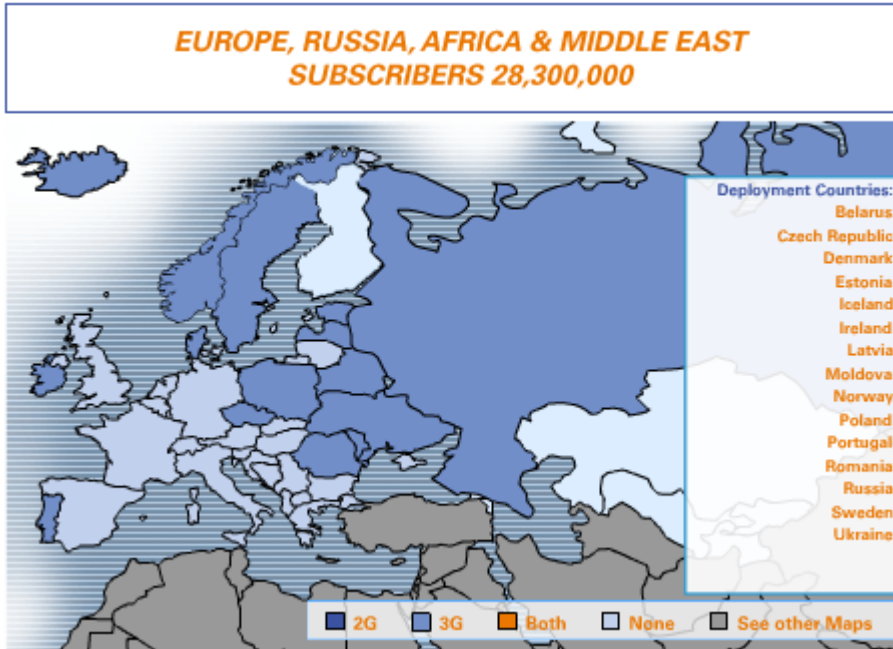 EUROPE, RUSSIA, AFRICA & MIDDLE EAST
SUBSCRIBERS 28,300,000
Deployment Countries:
Belarus
Czech Republic
Denmark
Estonia
Iceland
Ireland
Latvia
Moldova
Norway
Poland
Portugal
Romania
Russia
Sweden
Ukraine
2G 3G Both None See other Maps